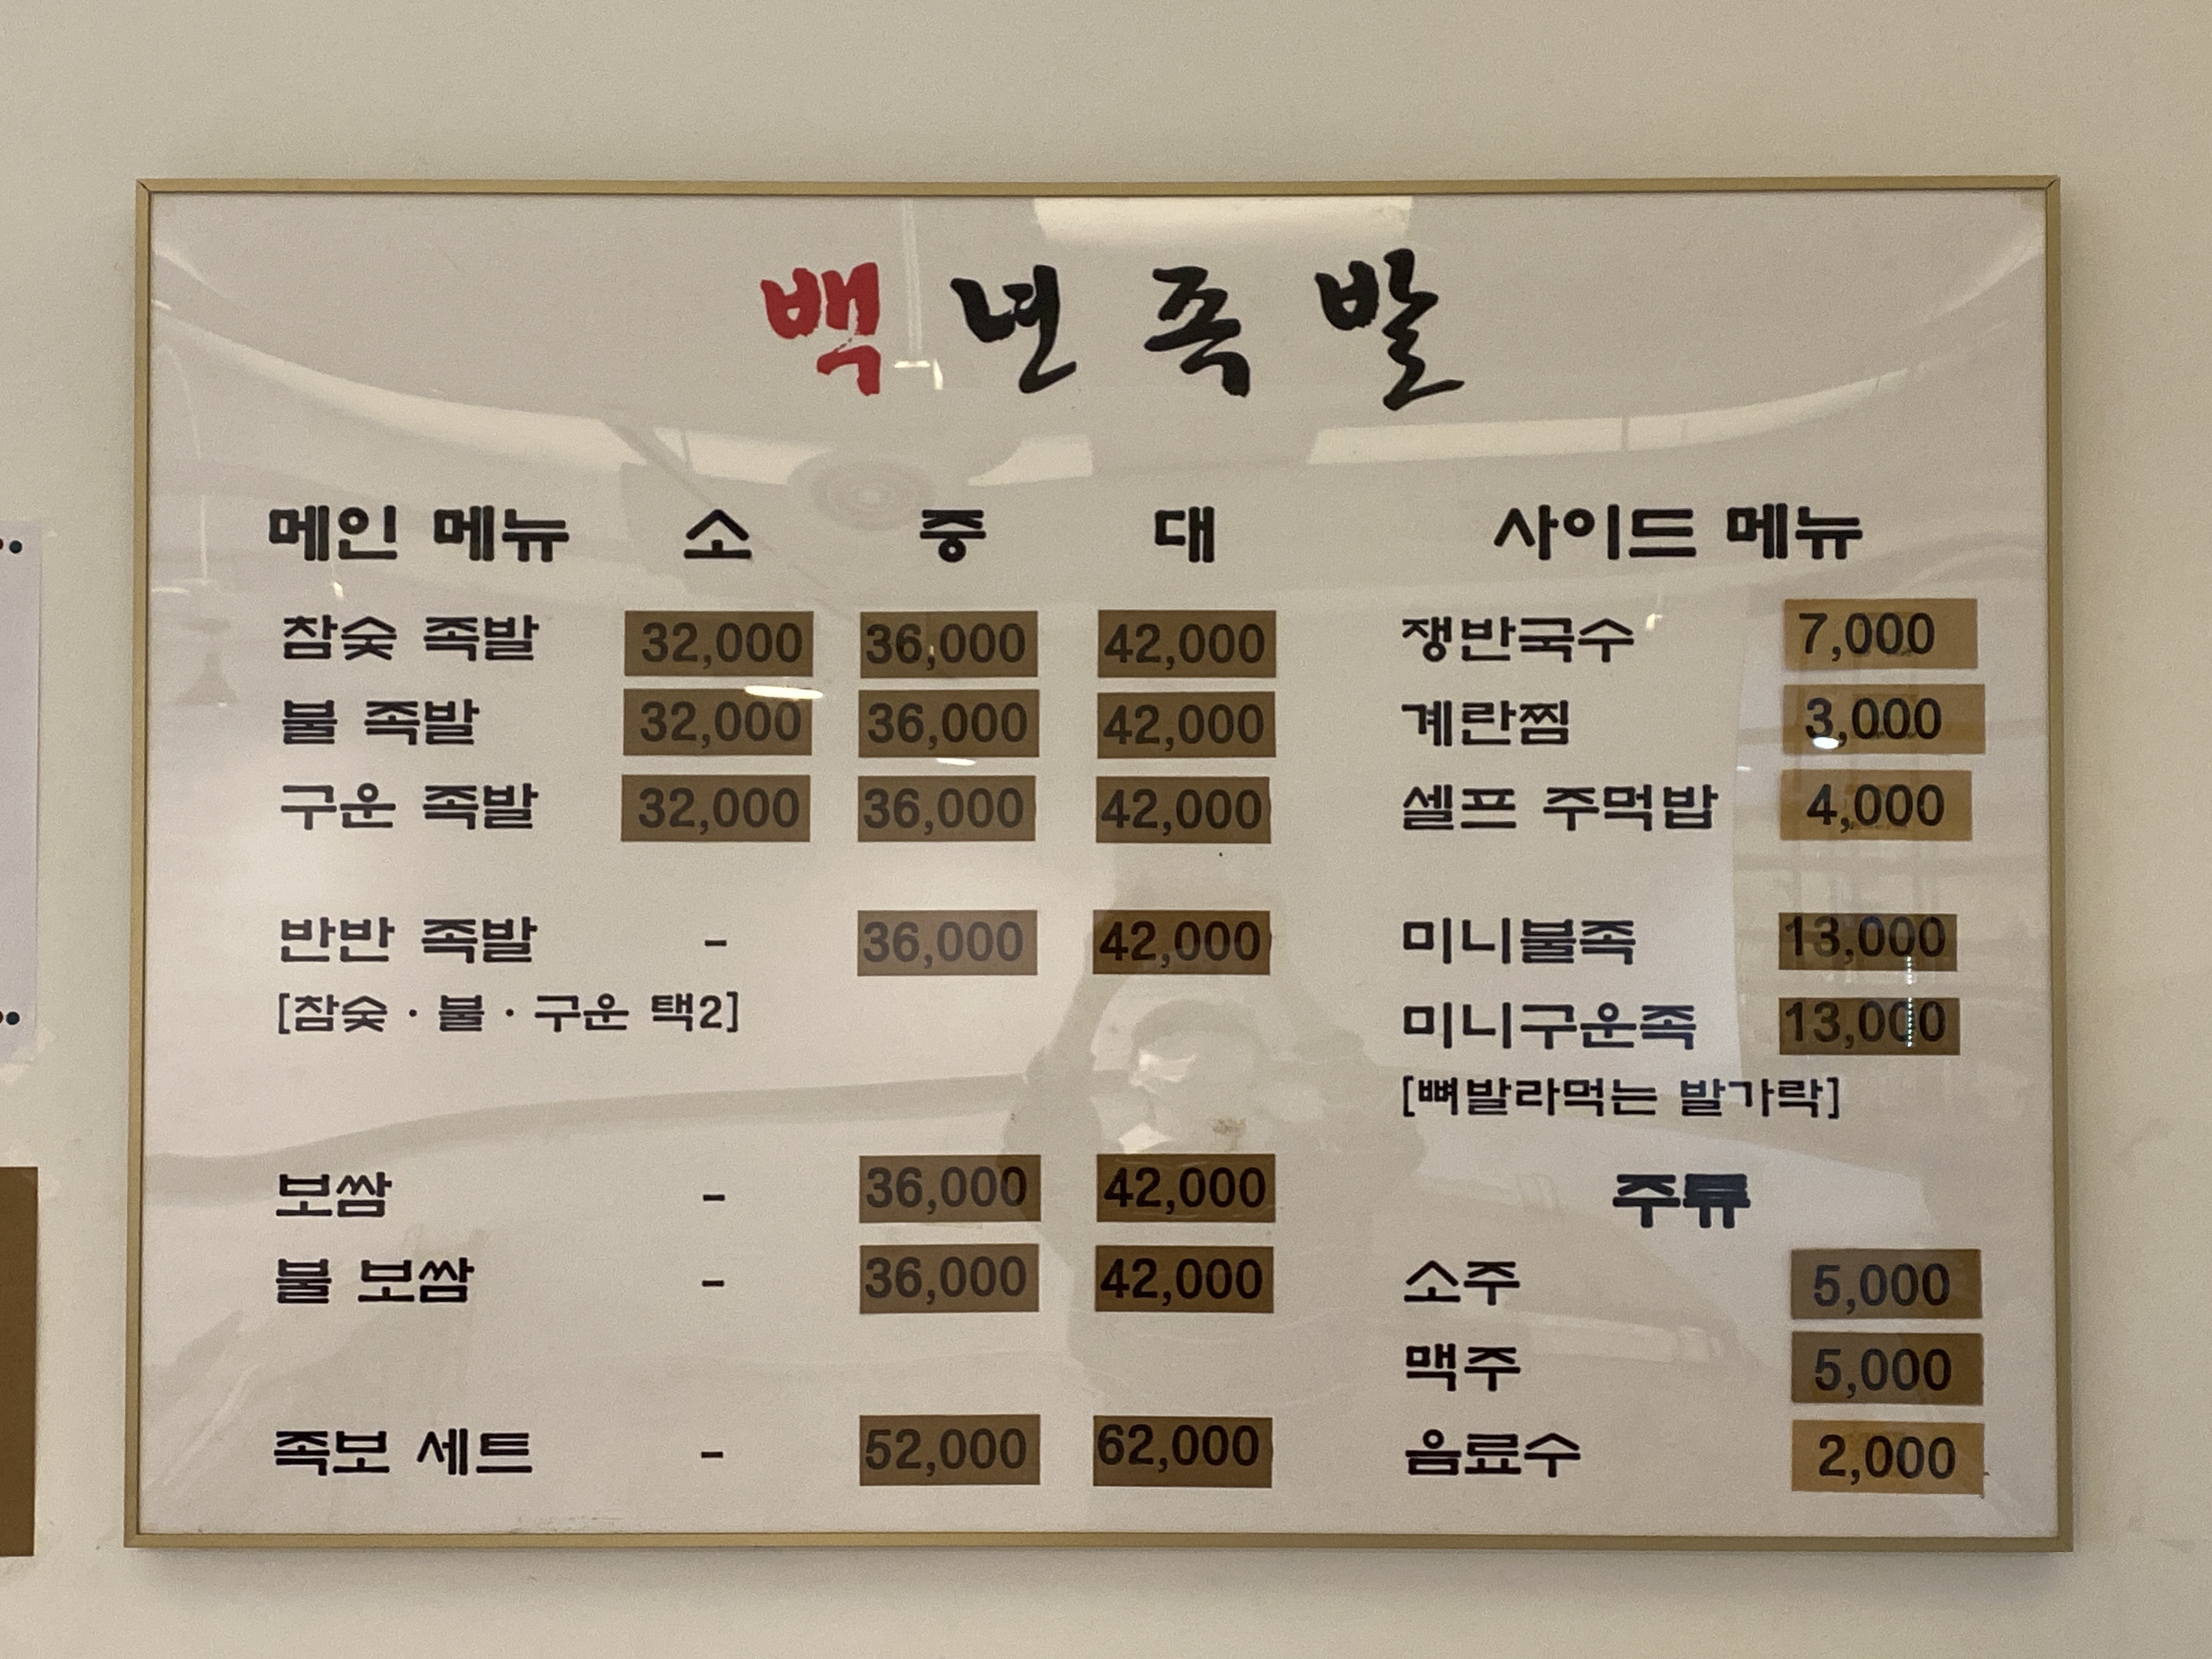 백년족발
메인 메뉴 소 중 대
참숯 족발 32,000 36,000 42,000
불 족발 32,000 36,000 42,000
구운 족발 32,000 36,000 42,000
반반 족발 - 36,000 42,000
[참숯 · 불 · 구운 택2]
보쌈 - 36,000 42,000
불 보쌈 - 36,000 42,000
족보 세트 - 52,000 62,000
사이드 메뉴
쟁반국수 7,000
계란찜 3,000
셀프 주먹밥 4,000
미니불족 13,000
미니구운족 13,000
[뼈발라먹는 발가락]
주류
소주 5,000
맥주 5,000
음료수 2,000